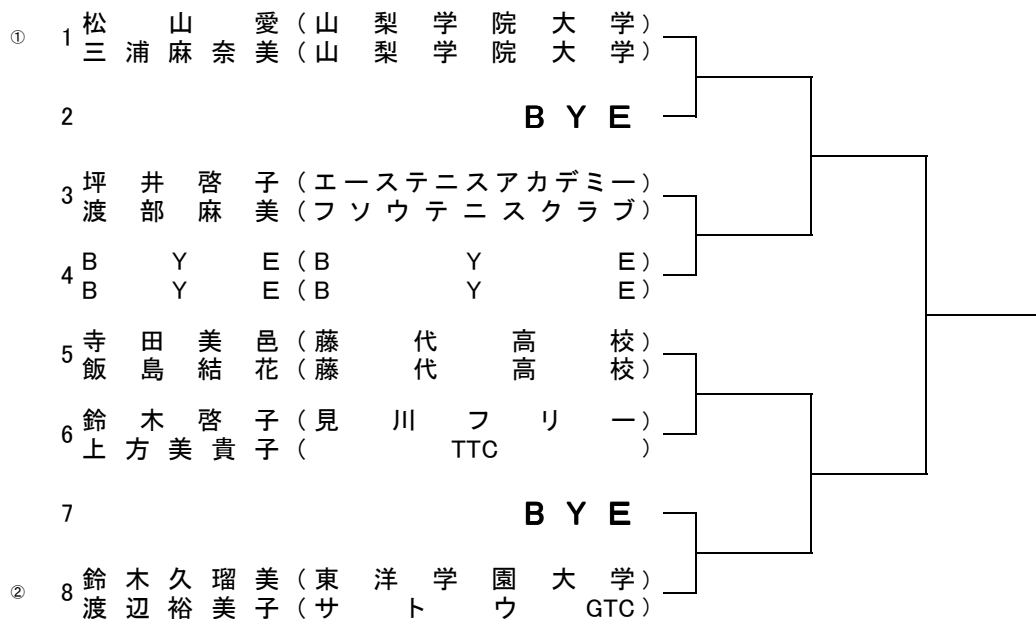 ① 1 松山愛(山梨学院大学)
三浦麻奈美(山梨学院大学)
2 BYE
3 坪井啓子(エーステニスアカデミー)
渡部麻美(フソウテニスクラブ)
4 BYE(BYE)
BYE(BYE)
5 寺田美邑(藤代高校)
飯島結花(藤代高校)
6 鈴木啓子(見川フリー)
上方美貴子(TTC)
7 BYE
② 8 鈴木久瑠美(東洋学園大学)
渡辺裕美子(サトウGTC)